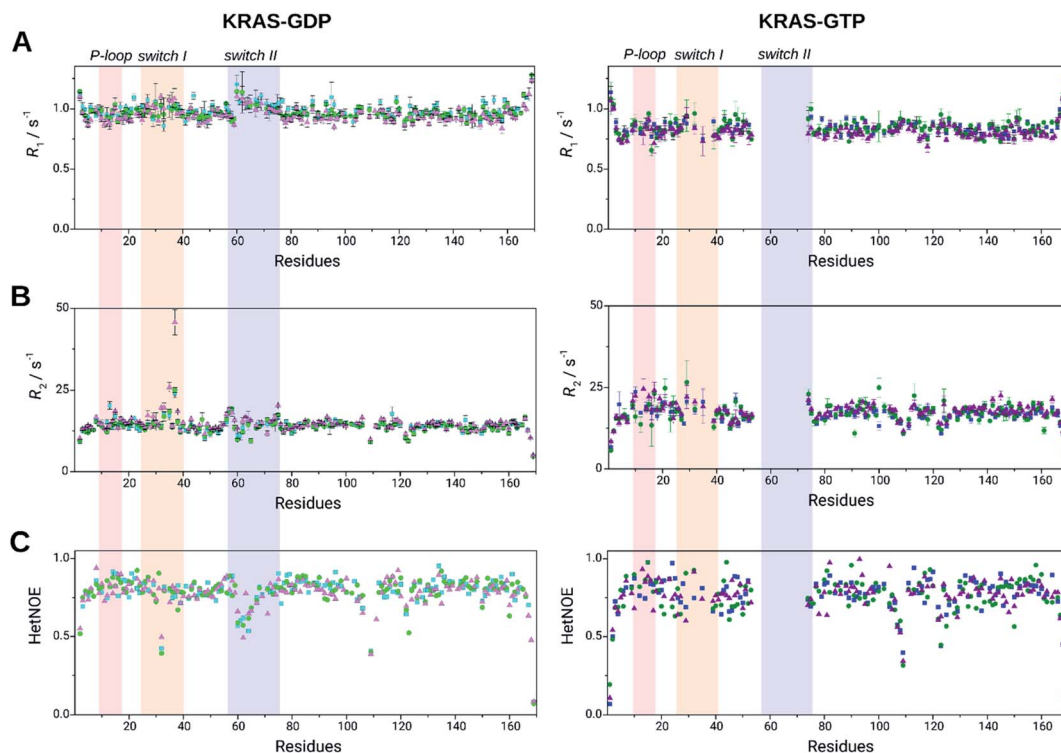 KRAS-GDP KRAS-GTP
A
P-loop switch I switch II P-loop switch I switch II
R1 / s-1 R1 / s-1
1.0 1.0
0.5 0.5
0.0 0.0
20 40 60 80 100 120 140 160 20 40 60 80 100 120 140 160
Residues Residues
B
R2 / s-1 R2 / s-1
50 50
25 25
0 0
20 40 60 80 100 120 140 160 20 40 60 80 100 120 140 160
Residues Residues
C
HetNOE HetNOE
1.0 1.0
0.5 0.5
0.0 0.0
20 40 60 80 100 120 140 160 20 40 60 80 100 120 140 160
Residues Residues